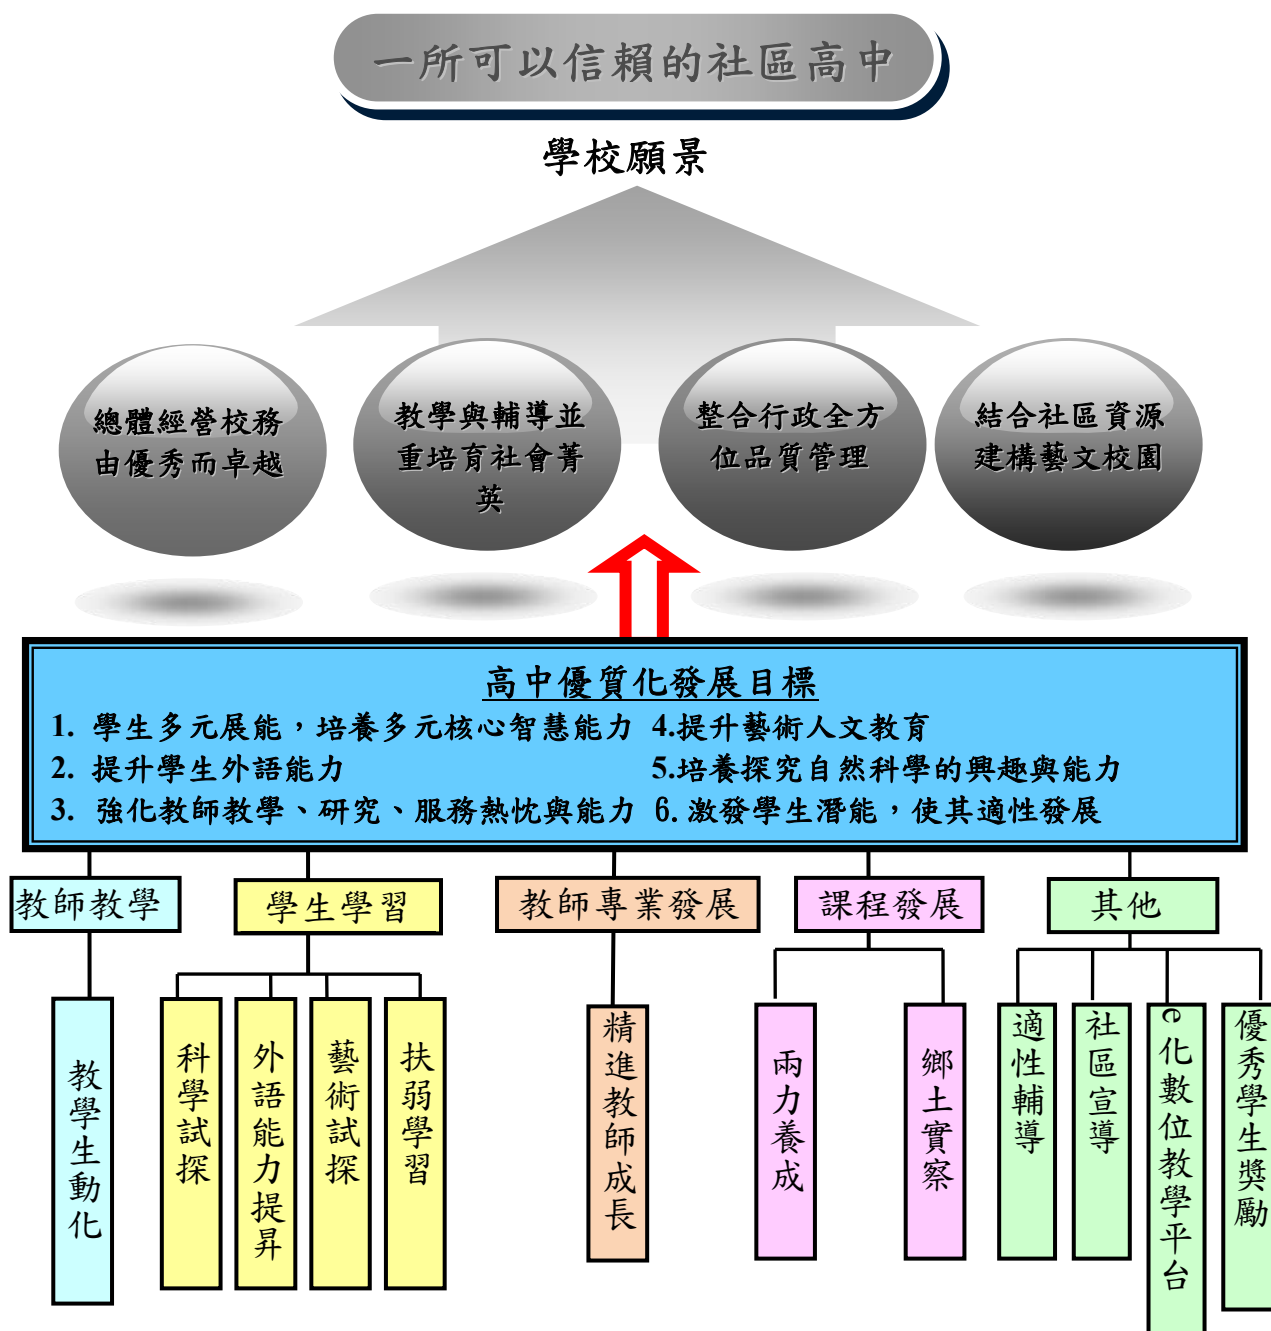 一所可以信賴的社區高中
學校願景
總體經營校務
由優秀而卓越
教學與輔導並
重培育社會菁
英
整合行政全方
位品質管理
結合社區資源
建構藝文校園
高中優質化發展目標
1. 學生多元展能，培養多元核心智慧能力 4.提升藝術人文教育
2. 提升學生外語能力 5.培養探究自然科學的興趣與能力
3. 強化教師教學、研究、服務熱忱與能力 6.激發學生潛能，使其適性發展
教師教學
學生學習
教師專業發展
課程發展
其他
教學生動化
科學試探
外語能力提昇
藝術試探
扶弱學習
精進教師成長
兩力養成
鄉土實察
適性輔導
社區宣導
e化數位教學平台
優秀學生獎勵